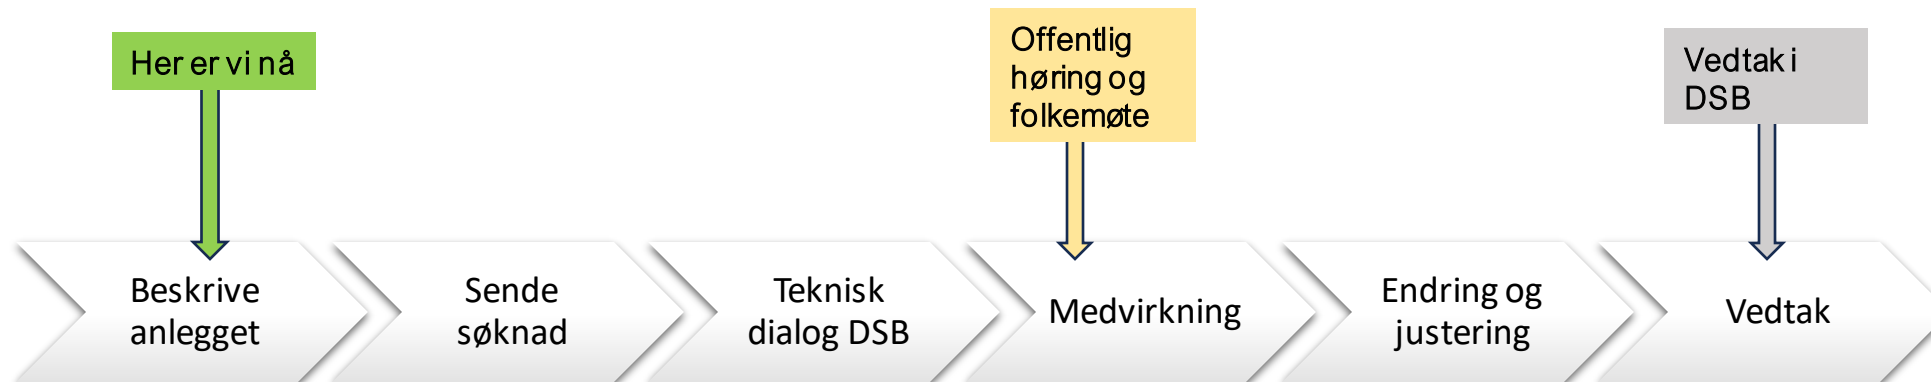 Her er vi nå
Offentlig
høring og
folkemøte
Vedtak i
DSB
Beskrive
anlegget
Sende
søknad
Teknisk
dialog DSB
Medvirkning
Endring og
justering
Vedtak